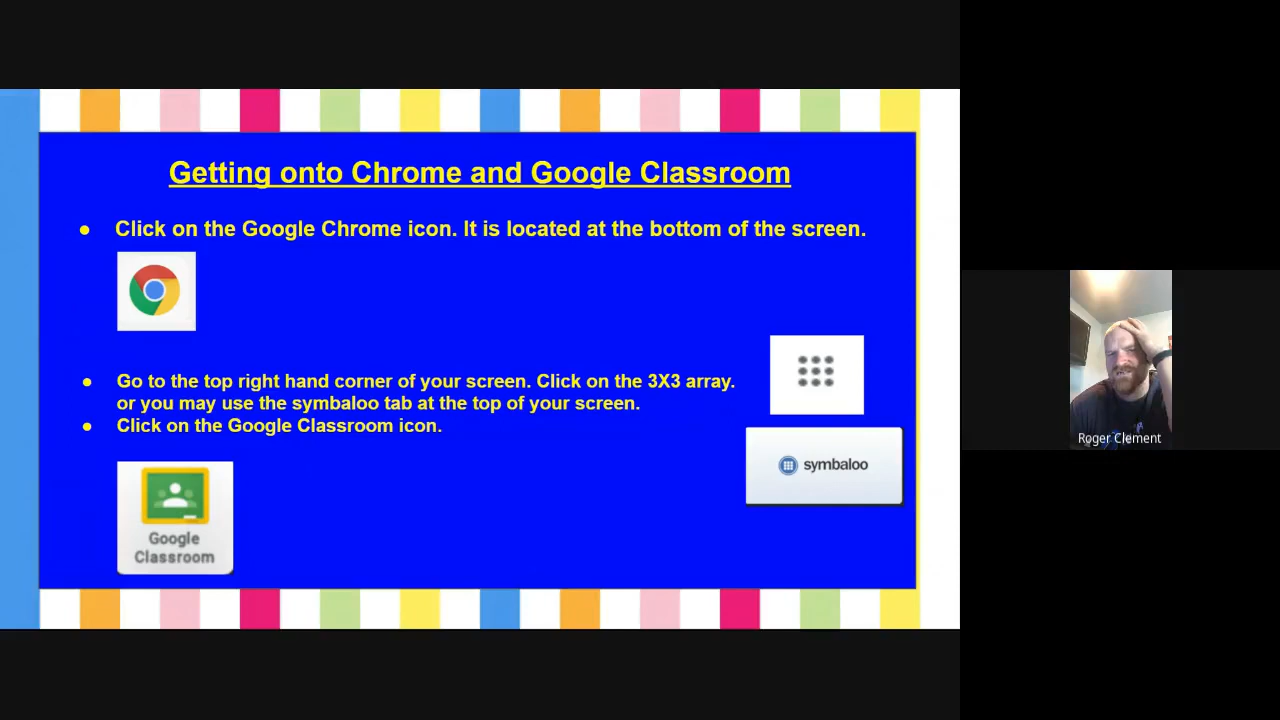 Getting onto Chrome and Google Classroom
● Click on the Google Chrome icon. It is located at the bottom of the screen.
● Go to the top right hand corner of your screen. Click on the 3X3 array.
or you may use the symbaloo tab at the top of your screen.
● Click on the Google Classroom icon.
symbaloo
Google
Classroom
Roger Clement